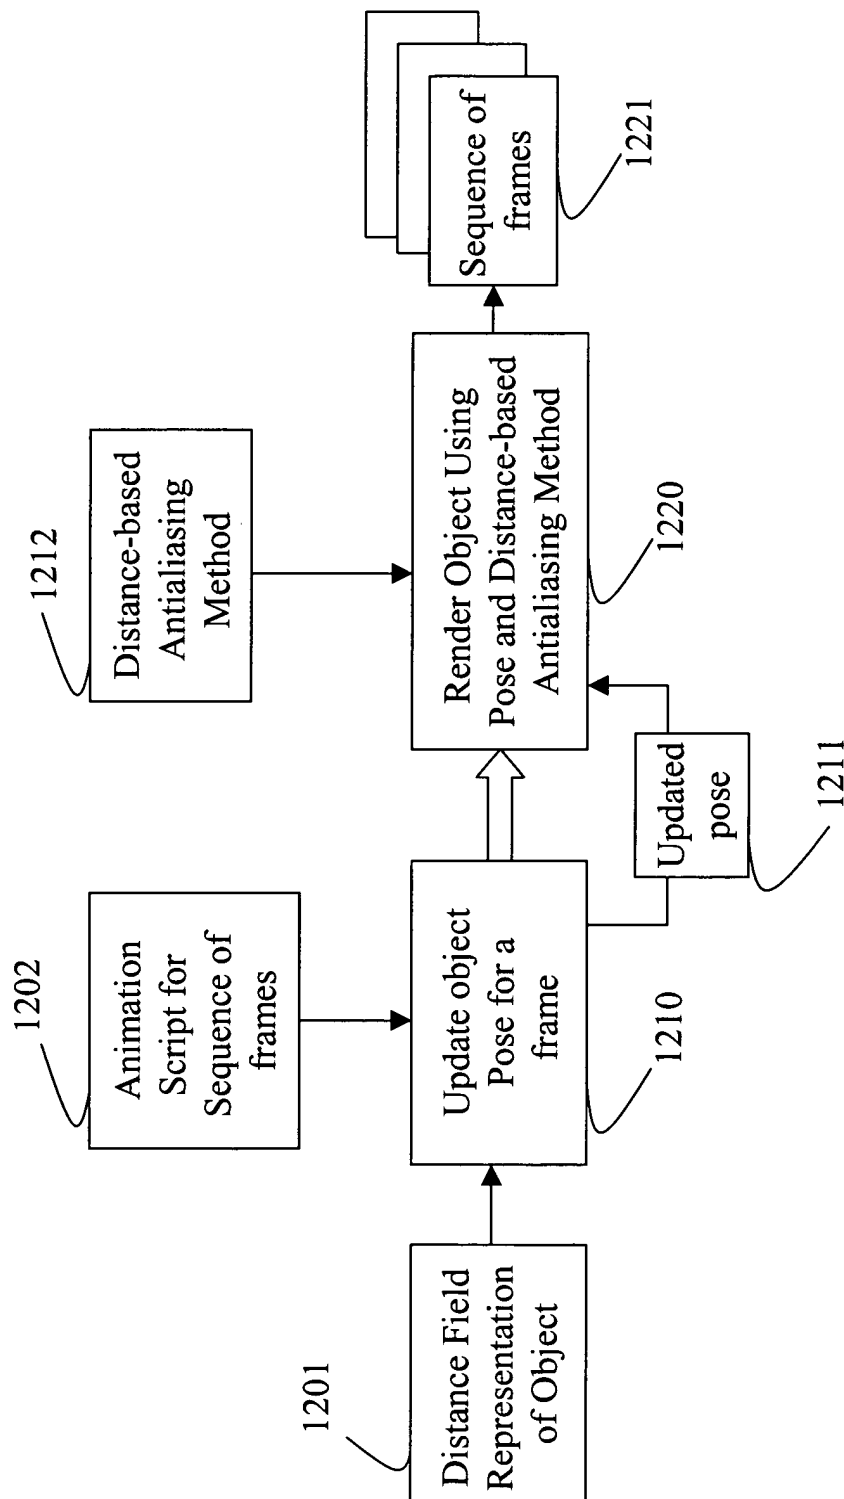 1201
Distance Field
Representation
of Object
1202
Animation
Script for
Sequence of
frames
Update object
Pose for a
frame
1210
Updated
pose
1211
1212
Distance-based
Antialiasing
Method
Render Object Using
Pose and Distance-based
Antialiasing Method
1220
Sequence of
frames
1221